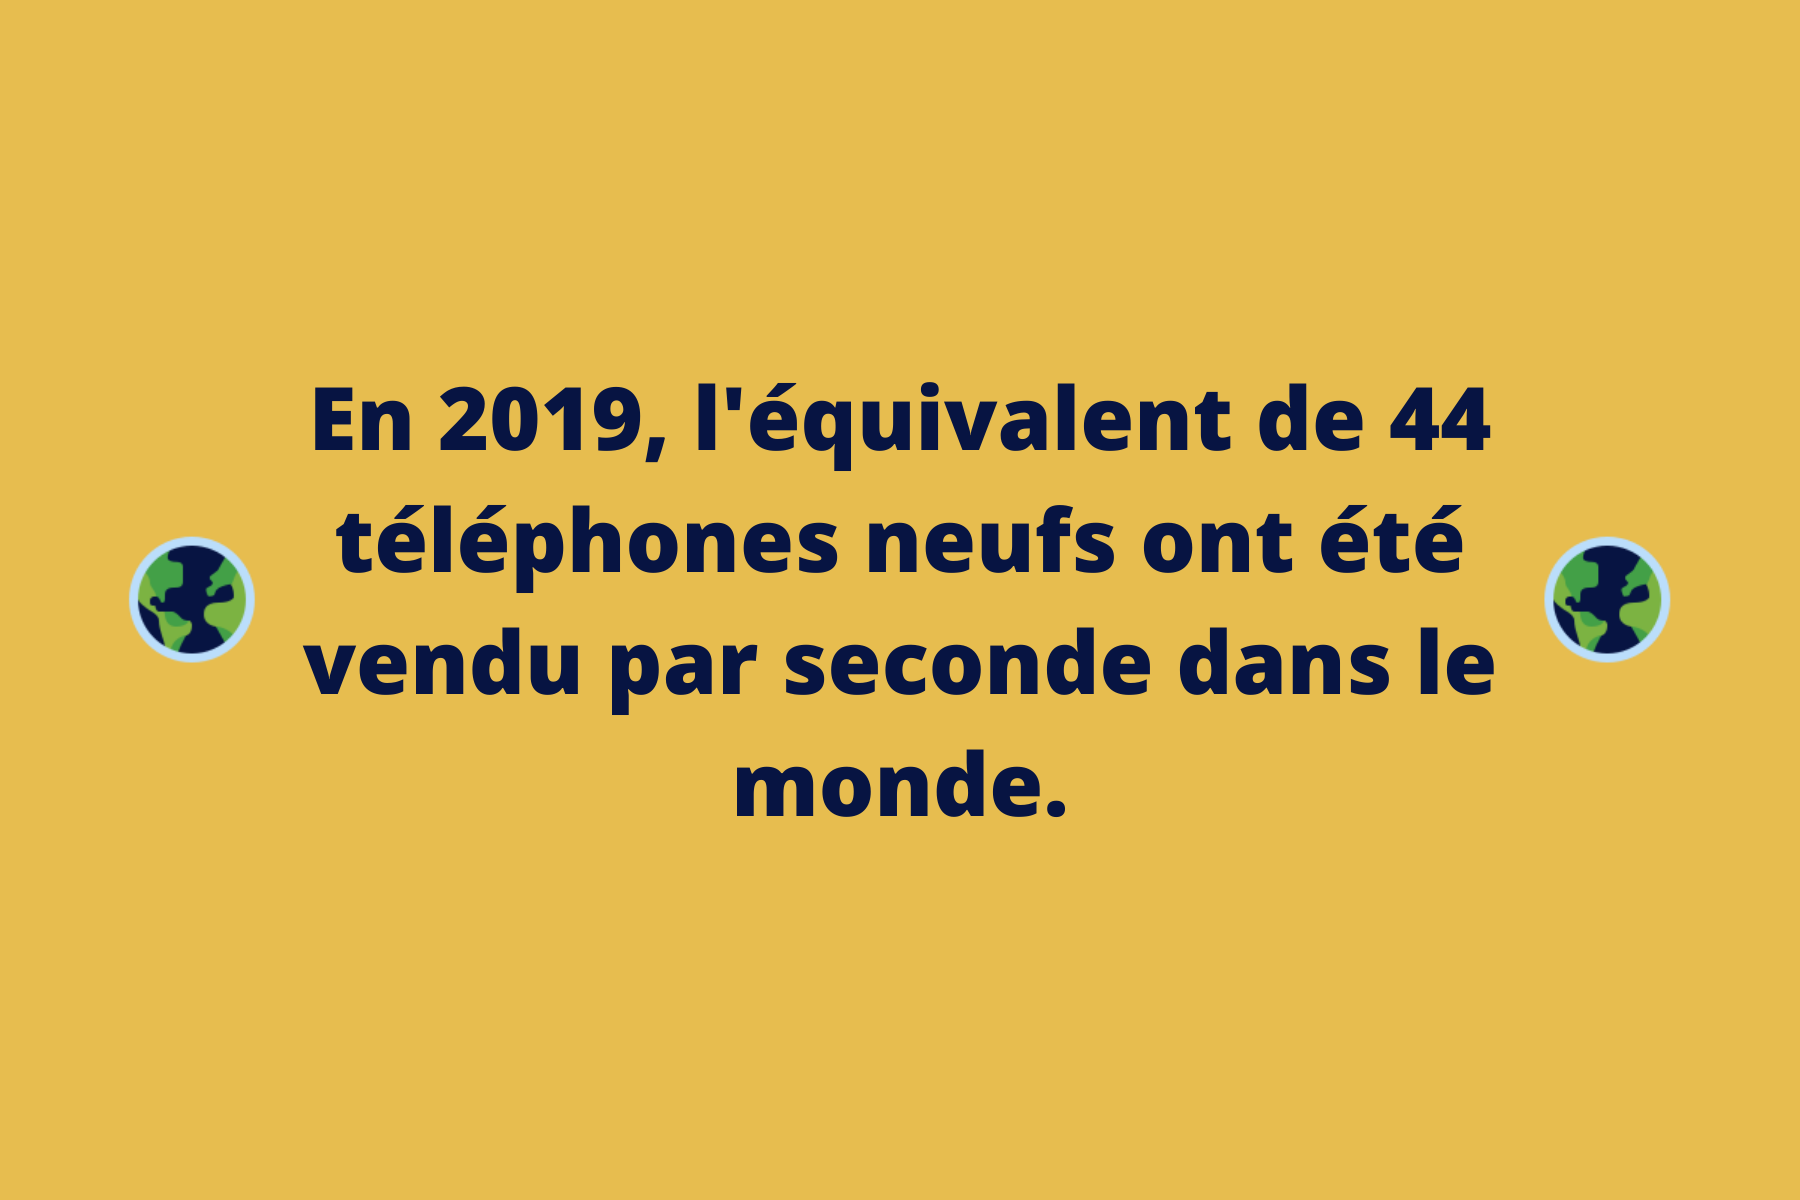 En 2019, l'équivalent de 44
téléphones neufs ont été
vendu par seconde dans le
monde.